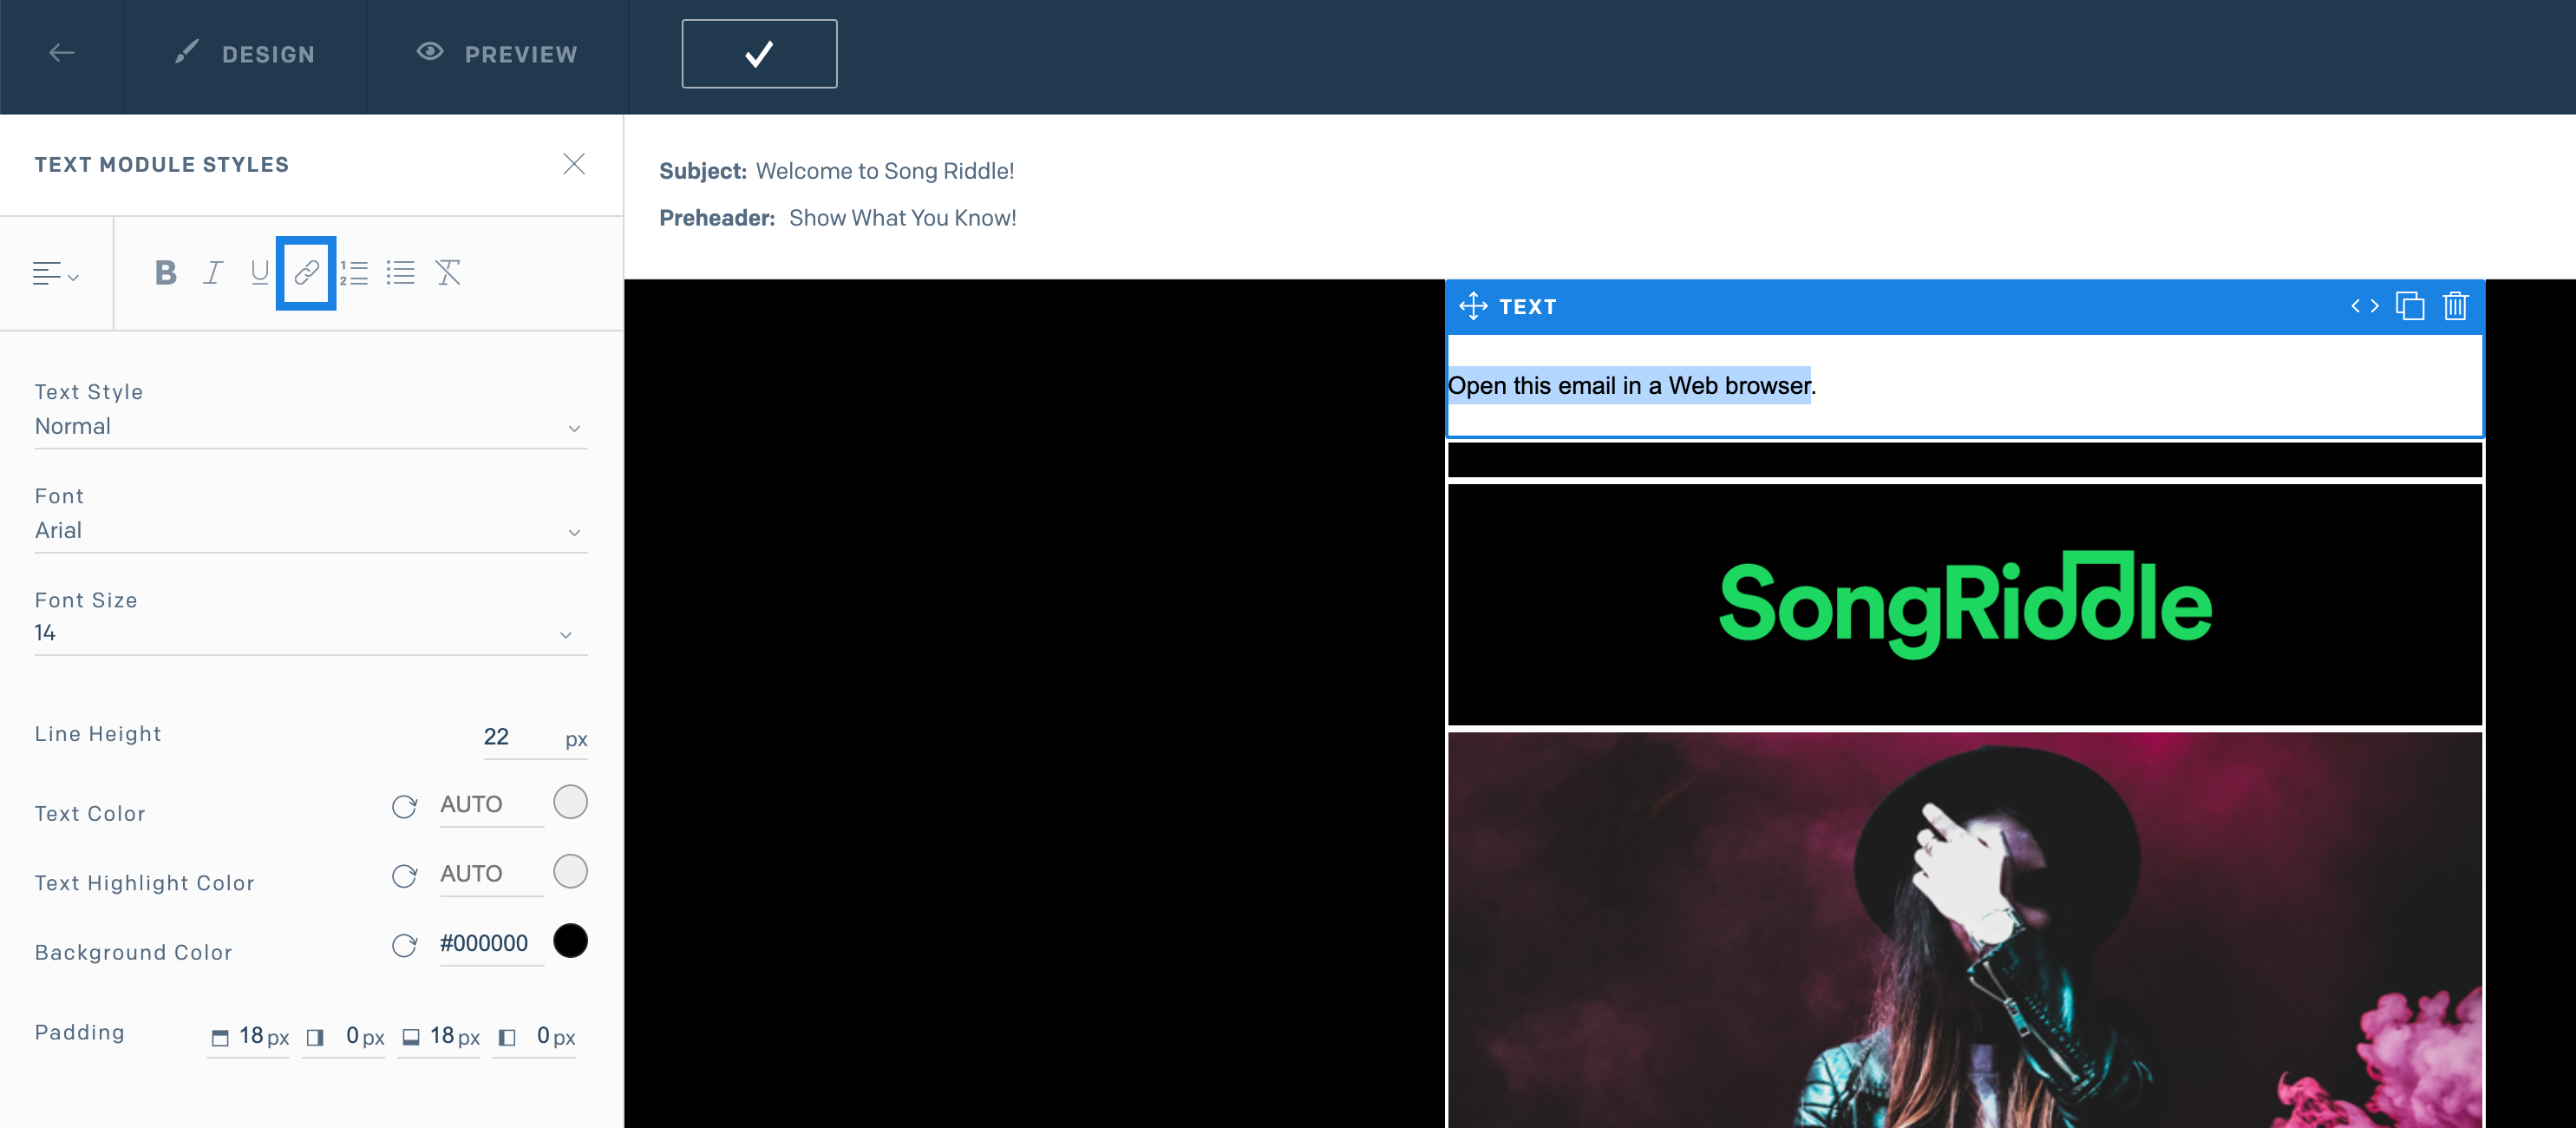 DESIGN
PREVIEW
TEXT MODULE STYLES
Subject: Welcome to Song Riddle!
Preheader: Show What You Know!
B I U
TEXT
Open this email in a Web browser.
Text Style
Normal
Font
Arial
Font Size
14
SongRiddle
Line Height 22 px
Text Color AUTO
Text Highlight Color AUTO
Background Color #000000
Padding 18 px 0 px 18 px 0 px